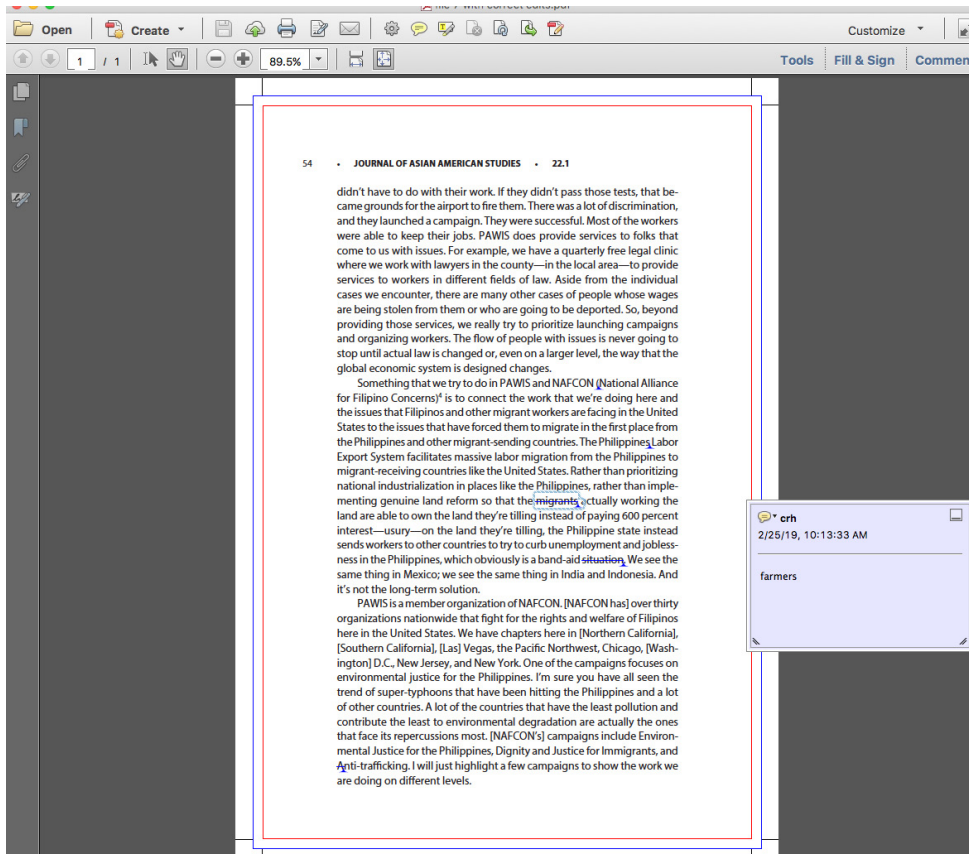 file 7 with correct edits.pdf
Open Create Customize
1 / 1 89.5% Tools Fill & Sign Commen
54 • JOURNAL OF ASIAN AMERICAN STUDIES • 22.1
didn't have to do with their work. If they didn't pass those tests, that be-
came grounds for the airport to fire them. There was a lot of discrimination,
and they launched a campaign. They were successful. Most of the workers
were able to keep their jobs. PAWIS does provide services to folks that
come to us with issues. For example, we have a quarterly free legal clinic
where we work with lawyers in the county—in the local area—to provide
services to workers in different fields of law. Aside from the individual
cases we encounter, there are many other cases of people whose wages
are being stolen from them or who are going to be deported. So, beyond
providing those services, we really try to prioritize launching campaigns
and organizing workers. The flow of people with issues is never going to
stop until actual law is changed or, even on a larger level, the way that the
global economic system is designed changes.
Something that we try to do in PAWIS and NAFCON (National Alliance
for Filipino Concerns)⁴ is to connect the work that we're doing here and
the issues that Filipinos and other migrant workers are facing in the United
States to the issues that have forced them to migrate in the first place from
the Philippines and other migrant-sending countries. The Philippines Labor
Export System facilitates massive labor migration from the Philippines to
migrant-receiving countries like the United States. Rather than prioritizing
national industrialization in places like the Philippines, rather than imple-
menting genuine land reform so that the migrants actually working the
land are able to own the land they're tilling instead of paying 600 percent
interest—usury—on the land they're tilling, the Philippine state instead
sends workers to other countries to try to curb unemployment and jobless-
ness in the Philippines, which obviously is a band-aid situation. We see the
same thing in Mexico; we see the same thing in India and Indonesia. And
it's not the long-term solution.
PAWIS is a member organization of NAFCON. [NAFCON has] over thirty
organizations nationwide that fight for the rights and welfare of Filipinos
here in the United States. We have chapters here in [Northern California],
[Southern California], [Las] Vegas, the Pacific Northwest, Chicago, [Wash-
ington] D.C., New Jersey, and New York. One of the campaigns focuses on
environmental justice for the Philippines. I'm sure you have all seen the
trend of super-typhoons that have been hitting the Philippines and a lot
of other countries. A lot of the countries that have the least pollution and
contribute the least to environmental degradation are actually the ones
that face its repercussions most. [NAFCON's] campaigns include Environ-
mental Justice for the Philippines, Dignity and Justice for Immigrants, and
Anti-trafficking. I will just highlight a few campaigns to show the work we
are doing on different levels.
crh
2/25/19, 10:13:33 AM
farmers